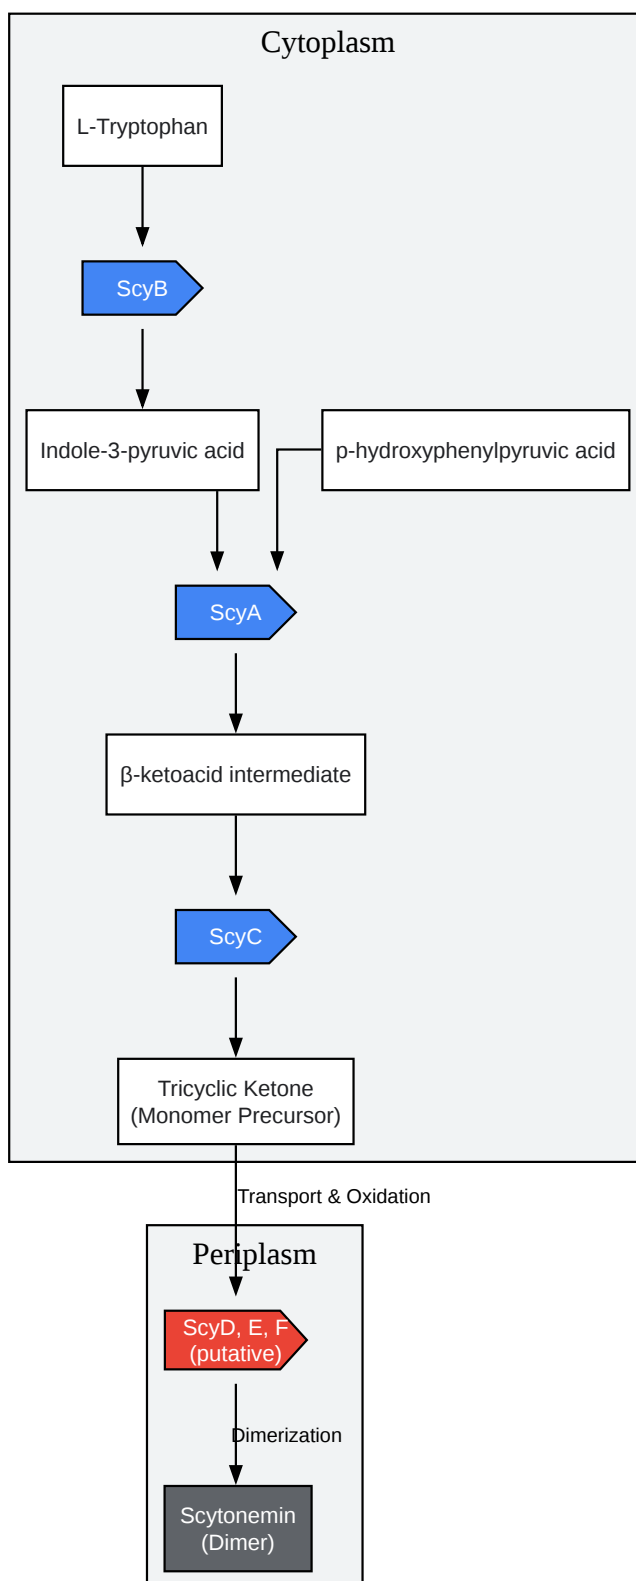 Cytoplasm
L-Tryptophan
ScyB
Indole-3-pyruvic acid
p-hydroxyphenylpyruvic acid
ScyA
β-ketoacid intermediate
ScyC
Tricyclic Ketone
(Monomer Precursor)
Transport & Oxidation
Periplasm
ScyD, E, F
(putative)
Dimerization
Scytonemin
(Dimer)